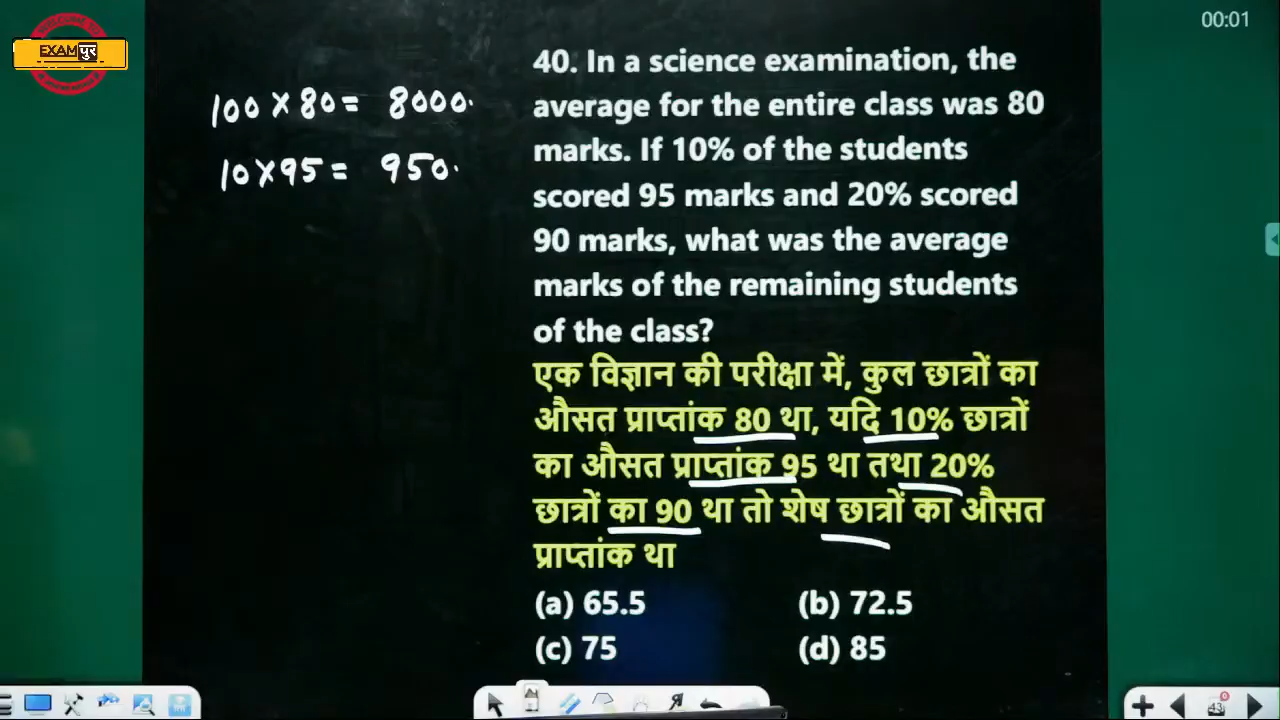 WELCOME TO
EXAMपुर
00:01
100 × 80 = 8000.
10 × 95 = 950.
40. In a science examination, the
average for the entire class was 80
marks. If 10% of the students
scored 95 marks and 20% scored
90 marks, what was the average
marks of the remaining students
of the class?
एक विज्ञान की परीक्षा में, कुल छात्रों का
औसत प्राप्तांक 80 था, यदि 10% छात्रों
का औसत प्राप्तांक 95 था तथा 20%
छात्रों का 90 था तो शेष छात्रों का औसत
प्राप्तांक था
(a) 65.5 (b) 72.5
(c) 75 (d) 85
43